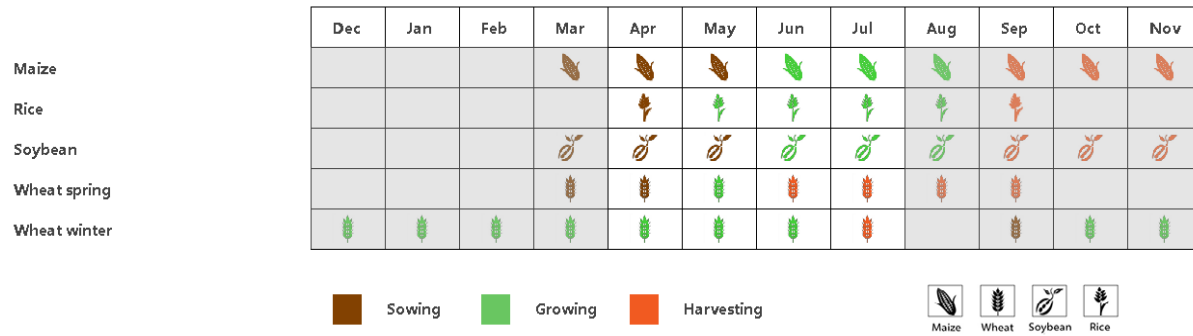 Dec Jan Feb Mar Apr May Jun Jul Aug Sep Oct Nov
Maize
Rice
Soybean
Wheat spring
Wheat winter
Sowing Growing Harvesting
Maize Wheat Soybean Rice